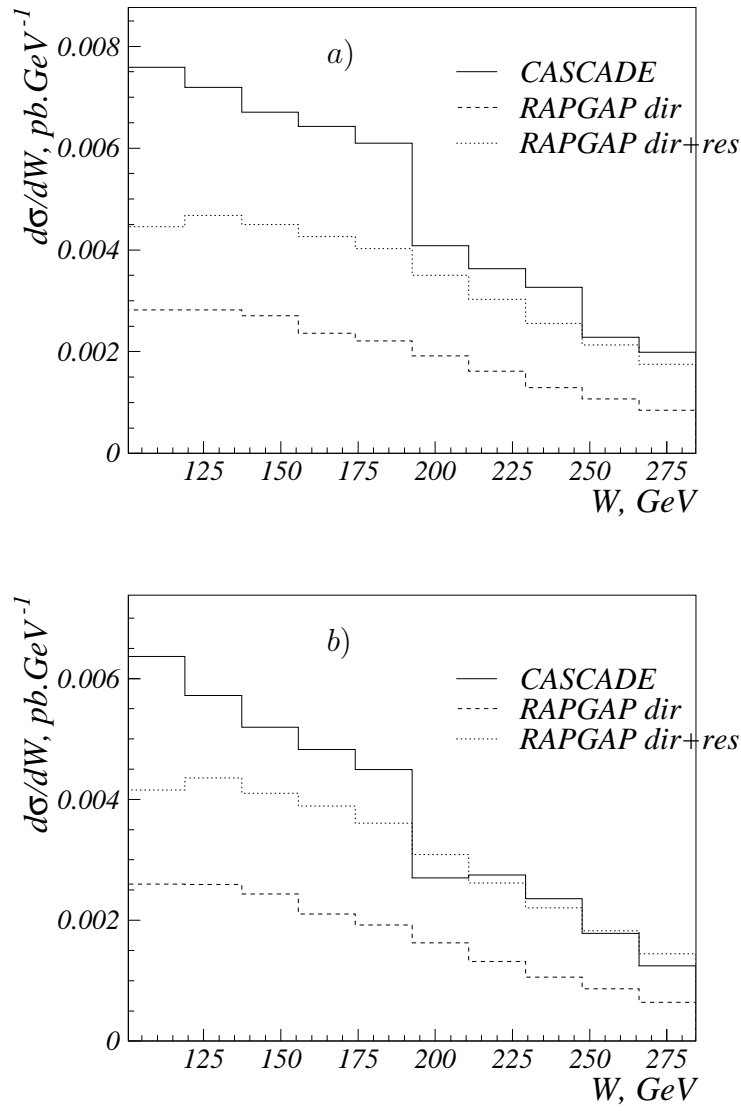 a)
0.008
0.006
0.004
0.002
0
dσ/dW, pb.GeV⁻¹
CASCADE
RAPGAP dir
RAPGAP dir+res
125 150 175 200 225 250 275
W, GeV
b)
0.006
0.004
0.002
0
dσ/dW, pb.GeV⁻¹
CASCADE
RAPGAP dir
RAPGAP dir+res
125 150 175 200 225 250 275
W, GeV